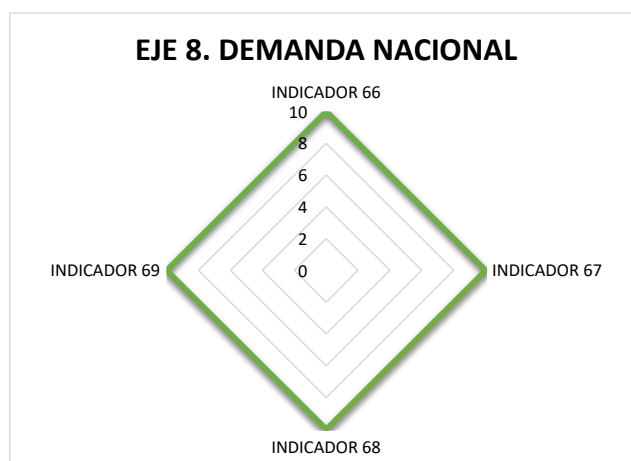 EJE 8. DEMANDA NACIONAL
INDICADOR 66
10
8
6
4
2
0
INDICADOR 69
INDICADOR 67
INDICADOR 68